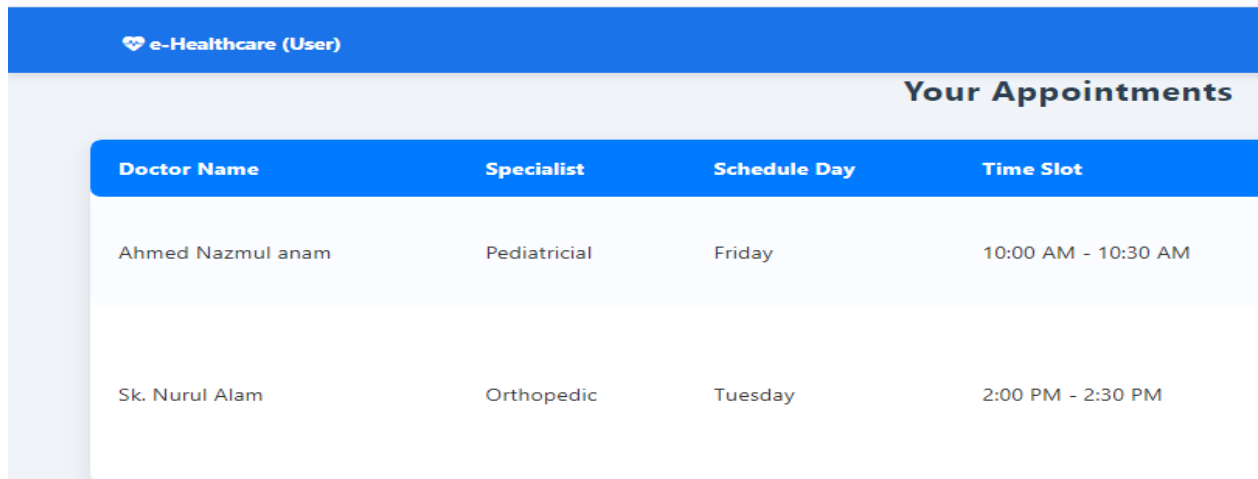 e-Healthcare (User)
Your Appointments
Doctor Name Specialist Schedule Day Time Slot
Ahmed Nazmul anam Pediatricial Friday 10:00 AM - 10:30 AM
Sk. Nurul Alam Orthopedic Tuesday 2:00 PM - 2:30 PM